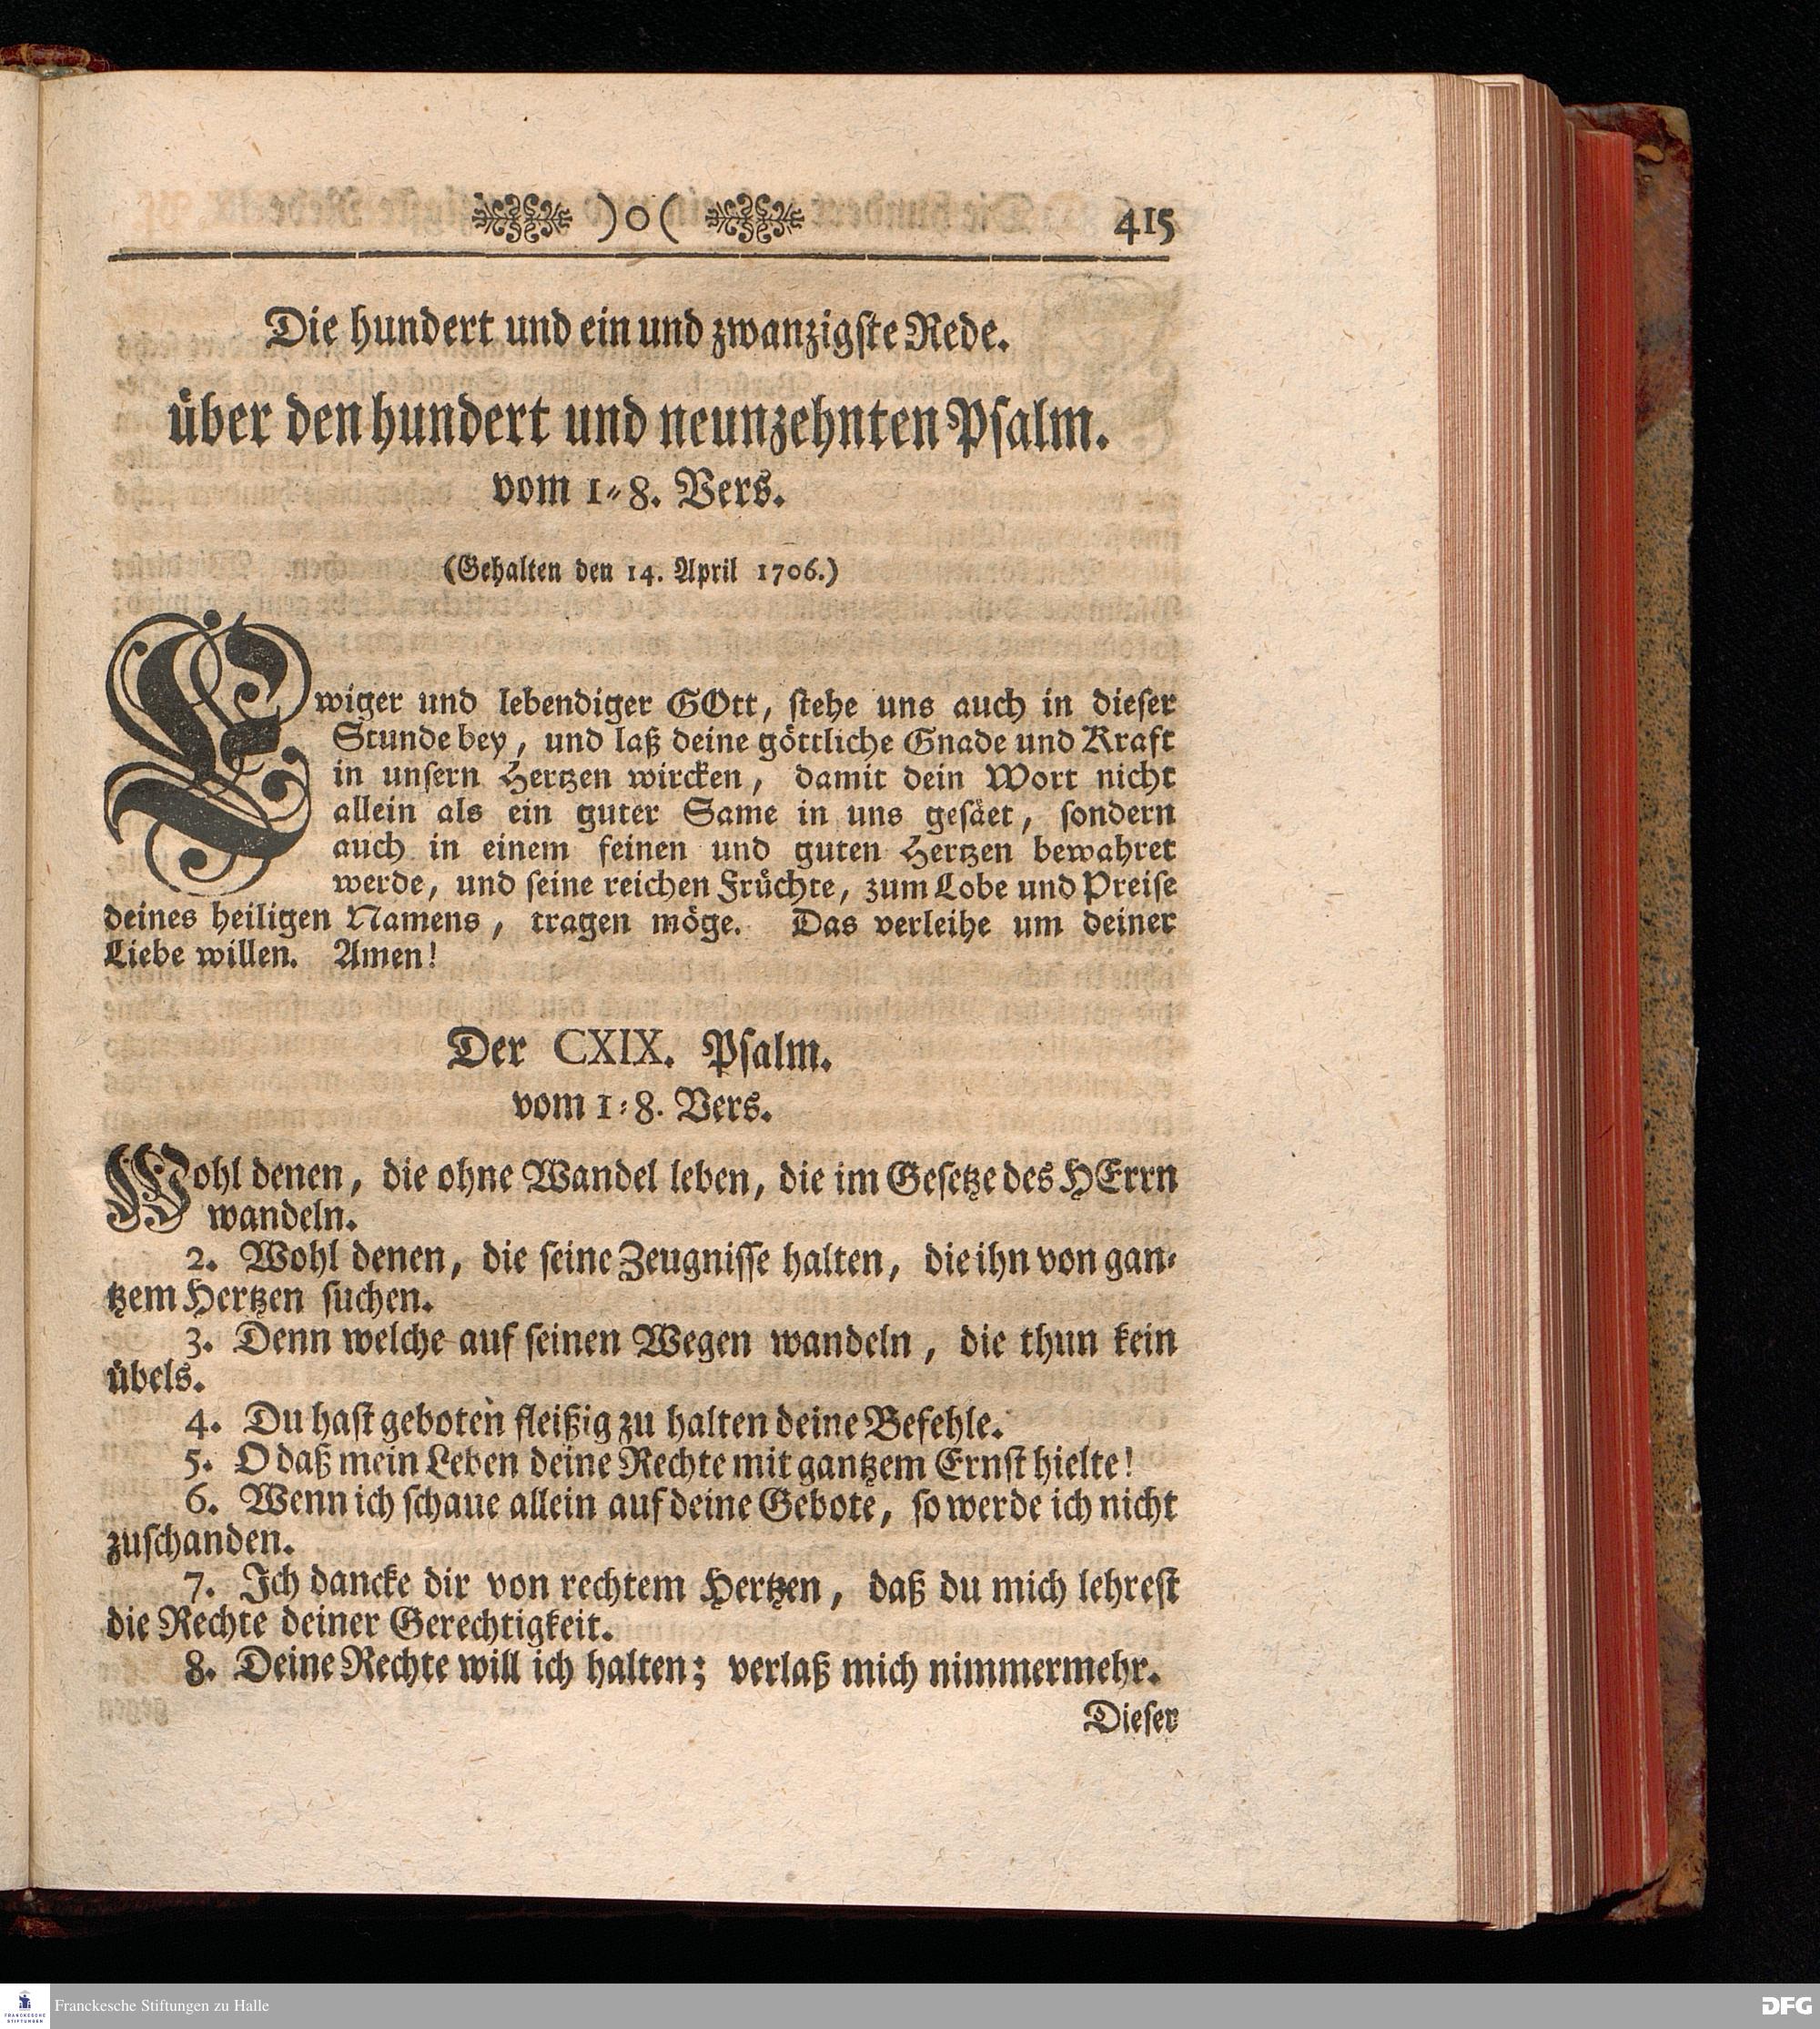 )o( 415
Die hundert und ein und zwanzigste Rede.
über den hundert und neunzehnten Psalm.
vom 1-8. Vers.
(Gehalten den 14. April 1706.)
Ewiger und lebendiger GOtt, stehe uns auch in dieser
Stunde bey, und laß deine göttliche Gnade und Kraft
in unsern Hertzen wircken, damit dein Wort nicht
allein als ein guter Same in uns gesäet, sondern
auch in einem feinen und guten Hertzen bewahret
werde, und seine reichen Früchte, zum Lobe und Preise
deines heiligen Namens, tragen möge. Das verleihe um deiner
Liebe willen. Amen!
Der CXIX. Psalm.
vom 1-8. Vers.
Wohl denen, die ohne Wandel leben, die im Gesetze des HErrn
wandeln.
2. Wohl denen, die seine Zeugnisse halten, die ihn von gan-
tzem Hertzen suchen.
3. Denn welche auf seinen Wegen wandeln, die thun kein
übels.
4. Du hast geboten fleißig zu halten deine Befehle.
5. O daß mein Leben deine Rechte mit gantzem Ernst hielte!
6. Wenn ich schaue allein auf deine Gebote, so werde ich nicht
zuschanden.
7. Ich dancke dir von rechtem Hertzen, daß du mich lehrest
die Rechte deiner Gerechtigkeit.
8. Deine Rechte will ich halten; verlaß mich nimmermehr.
Dieser
FRANCKESCHE
STIFTUNGEN
Franckesche Stiftungen zu Halle
DFG